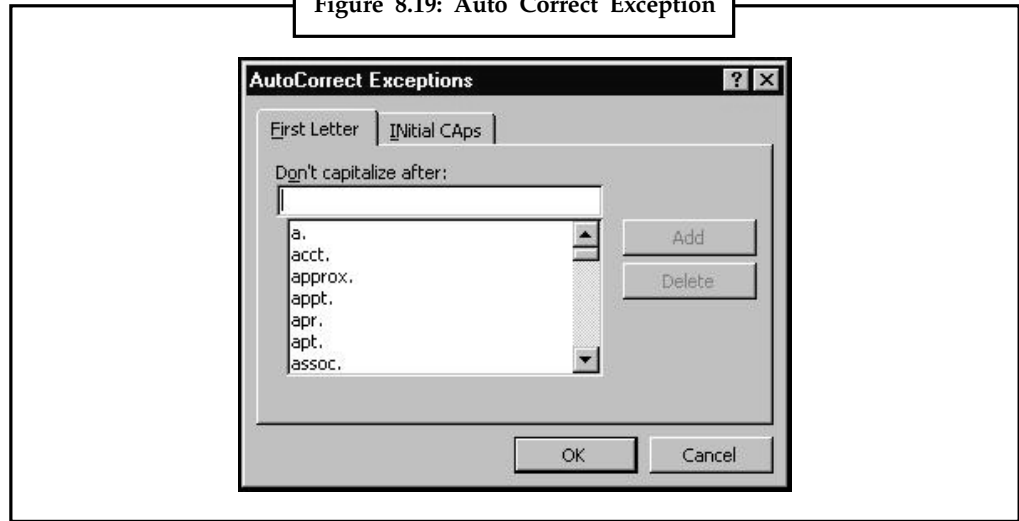 Figure 8.19: Auto Correct Exception
AutoCorrect Exceptions
First Letter
INitial CAps
Don't capitalize after:
a.
acct.
approx.
appt.
apr.
apt.
assoc.
Add
Delete
OK
Cancel